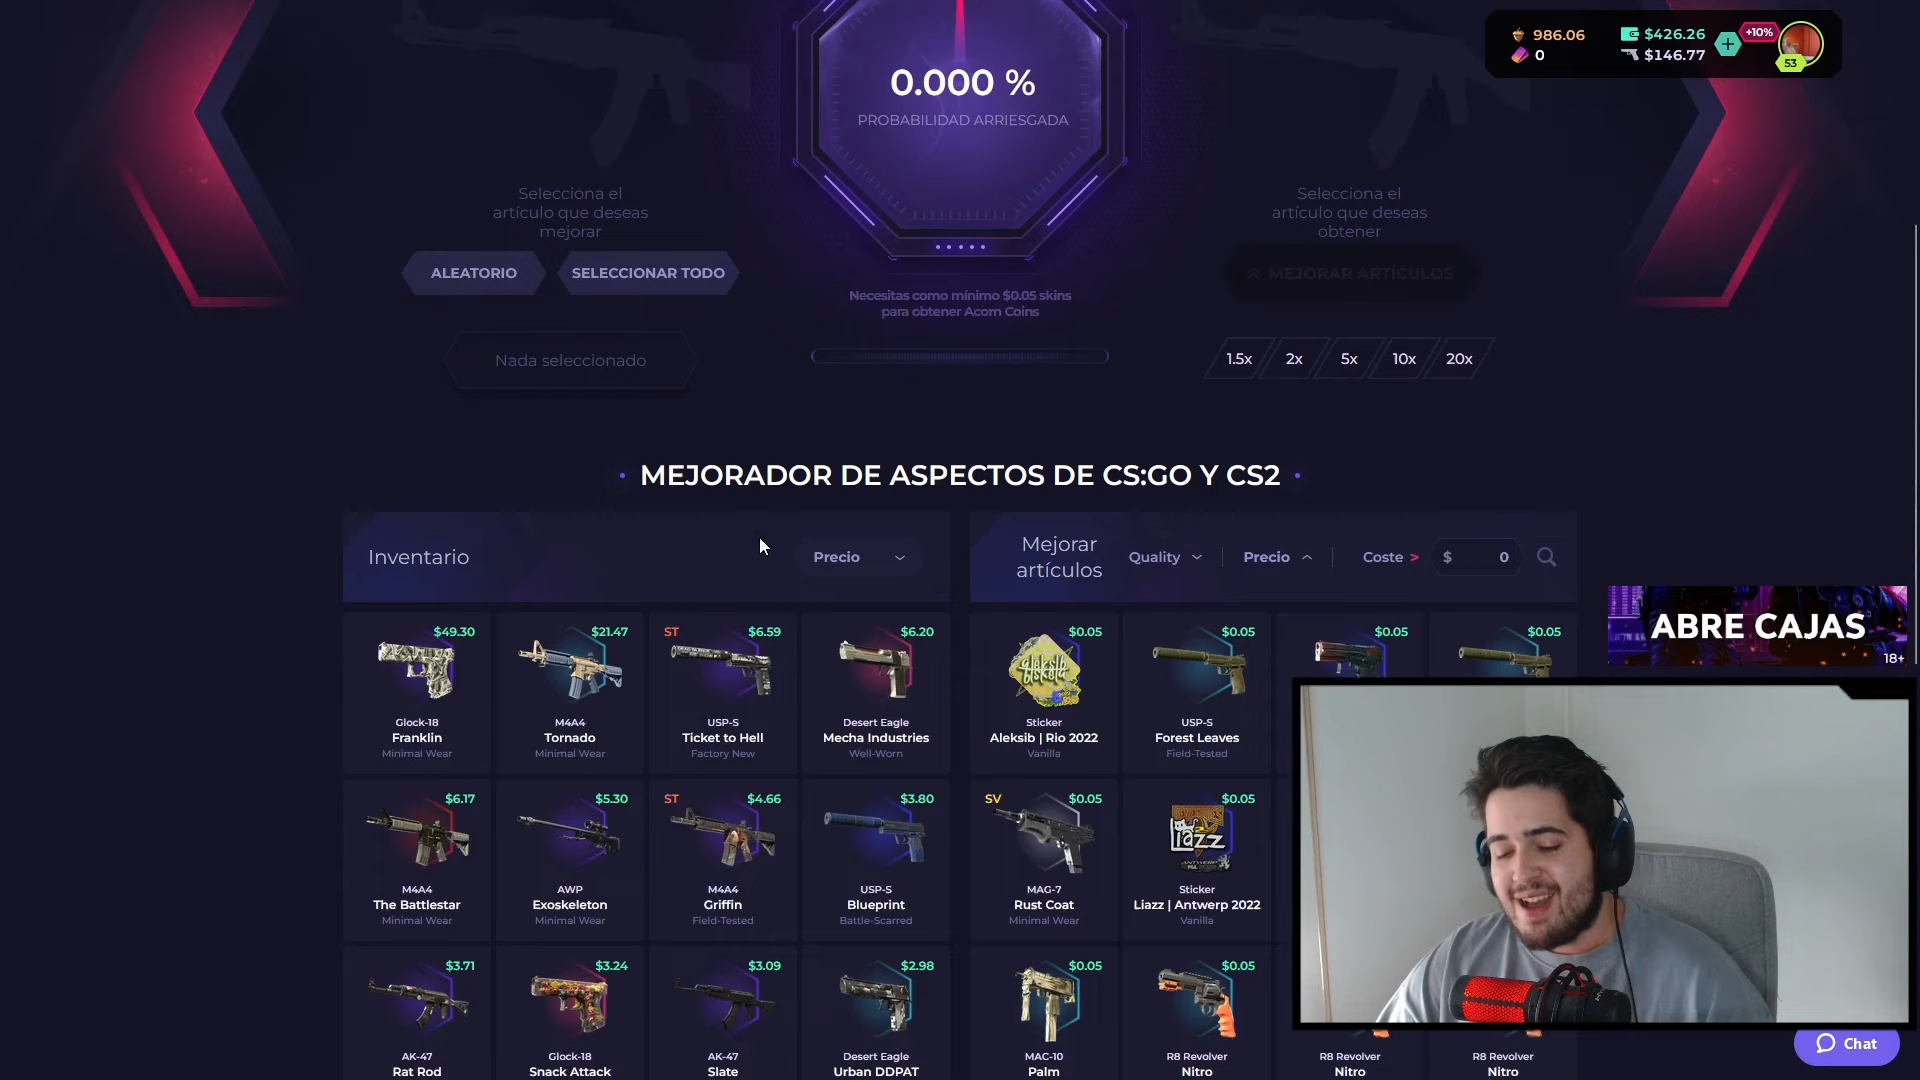 986.06
0
$426.26
$146.77
+10%
53
0.000 %
PROBABILIDAD ARRIESGADA
Selecciona el
artículo que deseas
mejorar
ALEATORIO
SELECCIONAR TODO
Nada seleccionado
Necesitas como mínimo $0.05 skins
para obtener Acorn Coins
Selecciona el
artículo que deseas
obtener
MEJORAR ARTÍCULOS
1.5x 2x 5x 10x 20x
MEJORADOR DE ASPECTOS DE CS:GO Y CS2
Inventario
Precio
Mejorar
artículos
Quality
Precio
Coste >
$ 0
$49.30
Glock-18
Franklin
Minimal Wear
$21.47
M4A4
Tornado
Minimal Wear
ST $6.59
USP-S
Ticket to Hell
Factory New
$6.20
Desert Eagle
Mecha Industries
Well-Worn
$0.05
Sticker
Aleksib | Rio 2022
Vanilla
$0.05
USP-S
Forest Leaves
Field-Tested
$0.05
$0.05
$6.17
M4A4
The Battlestar
Minimal Wear
$5.30
AWP
Exoskeleton
Minimal Wear
ST $4.66
M4A4
Griffin
Field-Tested
$3.80
USP-S
Blueprint
Battle-Scarred
SV $0.05
MAG-7
Rust Coat
Minimal Wear
$0.05
Liazz
Sticker
Liazz | Antwerp 2022
Vanilla
$3.71
AK-47
Rat Rod
$3.24
Glock-18
Snack Attack
$3.09
AK-47
Slate
$2.98
Desert Eagle
Urban DDPAT
$0.05
MAC-10
Palm
$0.05
R8 Revolver
Nitro
R8 Revolver
Nitro
R8 Revolver
Nitro
ABRE CAJAS
18+
Chat